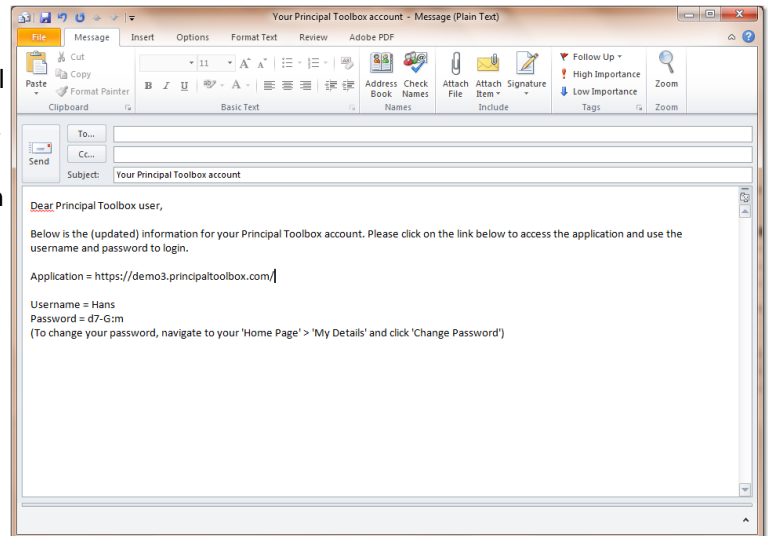 Your Principal Toolbox account - Message (Plain Text)
File Message Insert Options Format Text Review Adobe PDF
Paste
Cut
Copy
Format Painter
Clipboard
11
B I U
Basic Text
Address Book
Check Names
Names
Attach File
Attach Item
Signature
Include
Follow Up
High Importance
Low Importance
Tags
Zoom
Zoom
Send
To...
Cc...
Subject: Your Principal Toolbox account
Dear Principal Toolbox user,
Below is the (updated) information for your Principal Toolbox account. Please click on the link below to access the application and use the
username and password to login.
Application = https://demo3.principaltoolbox.com/
Username = Hans
Password = d7-G:m
(To change your password, navigate to your 'Home Page' > 'My Details' and click 'Change Password')